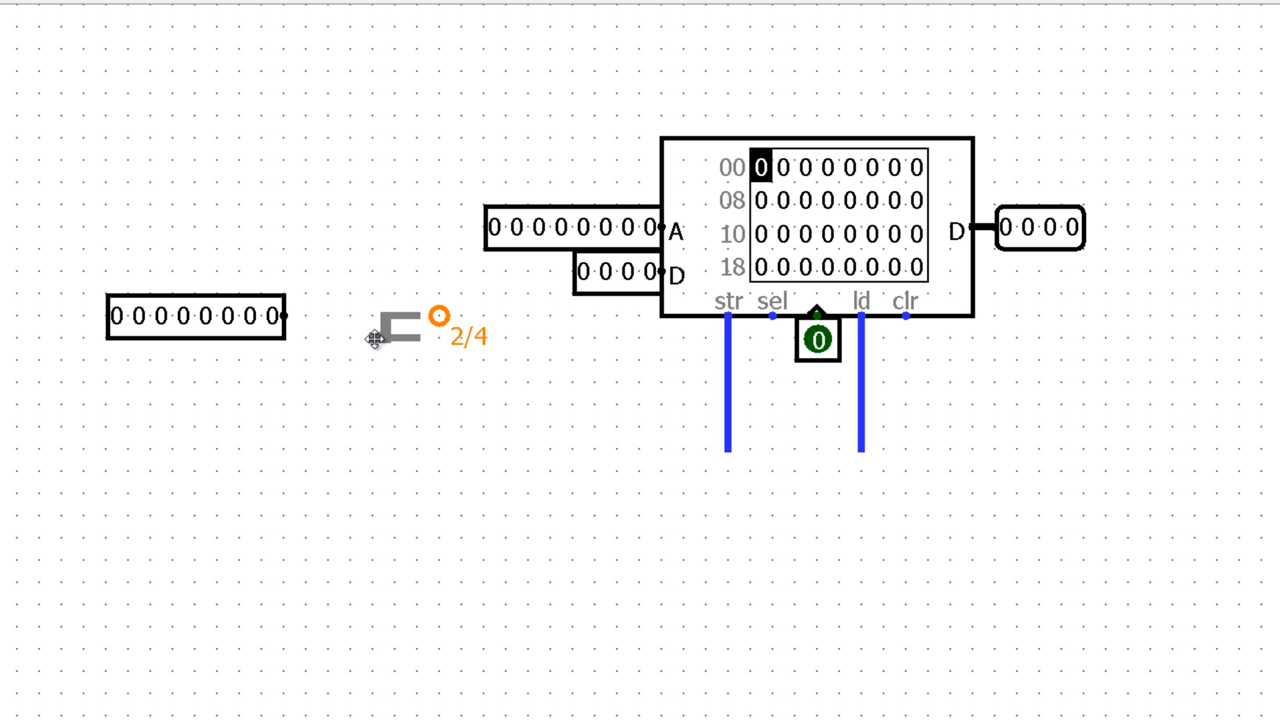 00 0 0 0 0 0 0 0 0
0 0 0 0 0 0 0 0 A 08 0 0 0 0 0 0 0 0 D 0 0 0 0
10 0 0 0 0 0 0 0 0
0 0 0 0 D 18 0 0 0 0 0 0 0 0
str sel ld clr
0 0 0 0 0 0 0 0
2/4 0